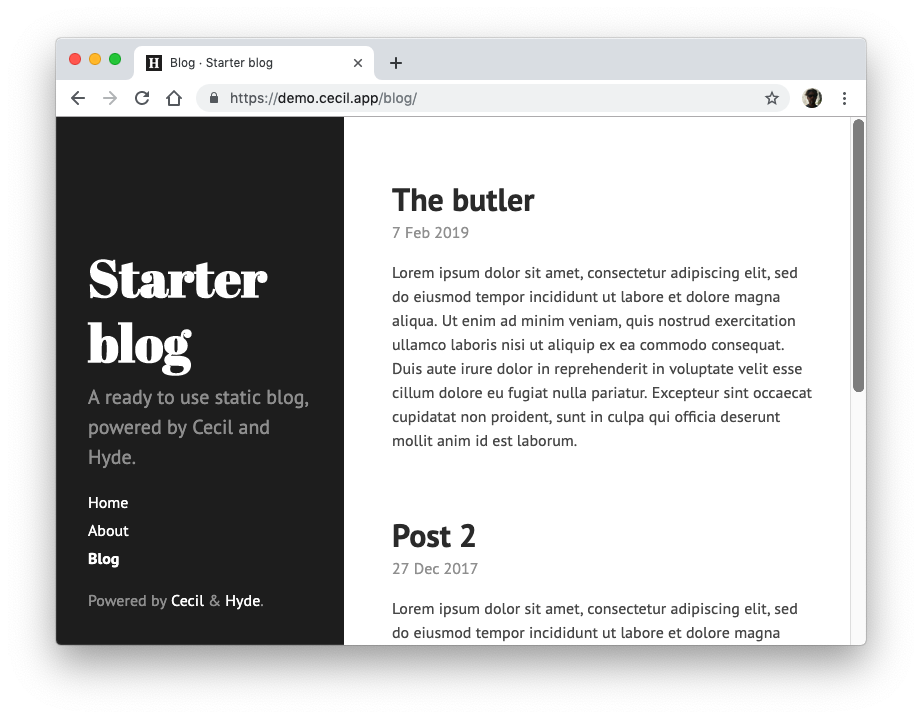 H Blog · Starter blog
https://demo.cecil.app/blog/
Starter
blog
A ready to use static blog,
powered by Cecil and
Hyde.
Home
About
Blog
Powered by Cecil & Hyde.
The butler
7 Feb 2019
Lorem ipsum dolor sit amet, consectetur adipiscing elit, sed
do eiusmod tempor incididunt ut labore et dolore magna
aliqua. Ut enim ad minim veniam, quis nostrud exercitation
ullamco laboris nisi ut aliquip ex ea commodo consequat.
Duis aute irure dolor in reprehenderit in voluptate velit esse
cillum dolore eu fugiat nulla pariatur. Excepteur sint occaecat
cupidatat non proident, sunt in culpa qui officia deserunt
mollit anim id est laborum.
Post 2
27 Dec 2017
Lorem ipsum dolor sit amet, consectetur adipiscing elit, sed
do eiusmod tempor incididunt ut labore et dolore magna